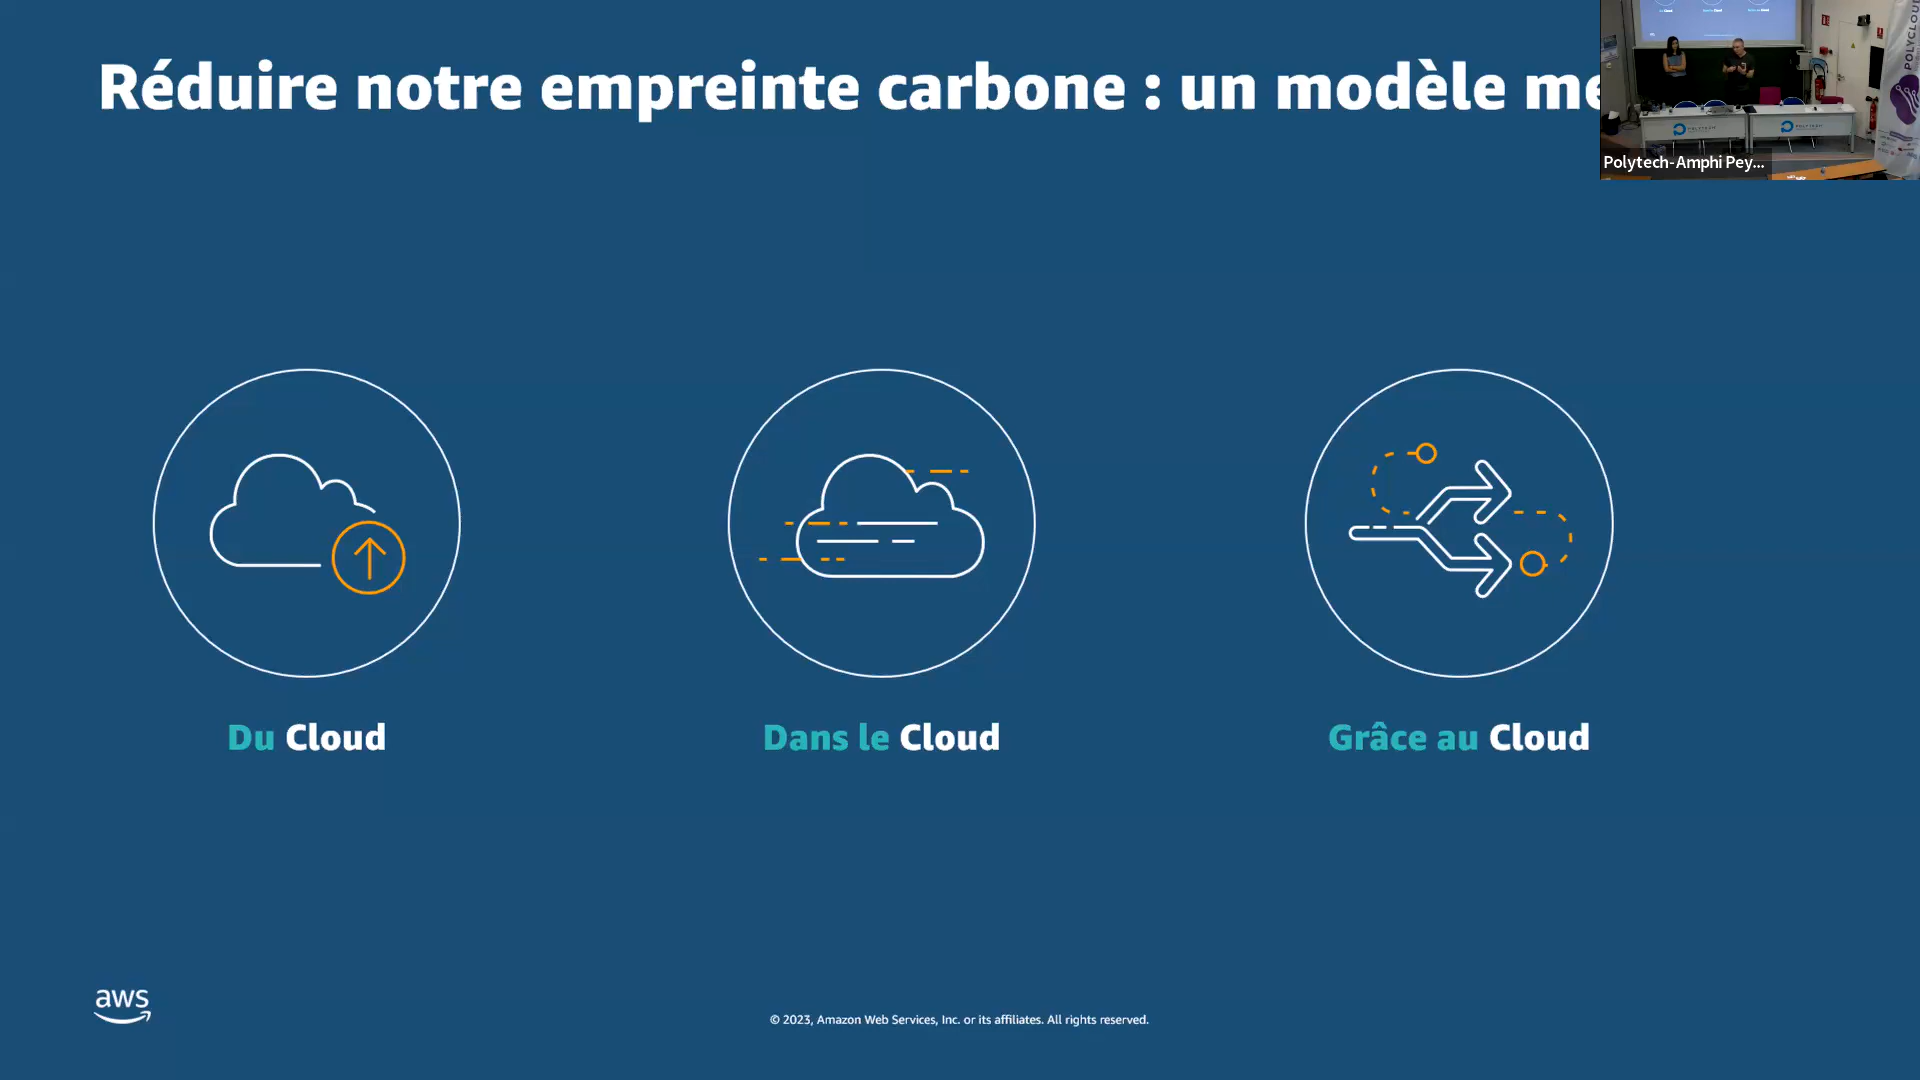 Réduire notre empreinte carbone : un modèle
Polytech-Amphi Pey...
POLYCLOUD
Du Cloud
Dans le Cloud
Grâce au Cloud
aws
© 2023, Amazon Web Services, Inc. or its affiliates. All rights reserved.